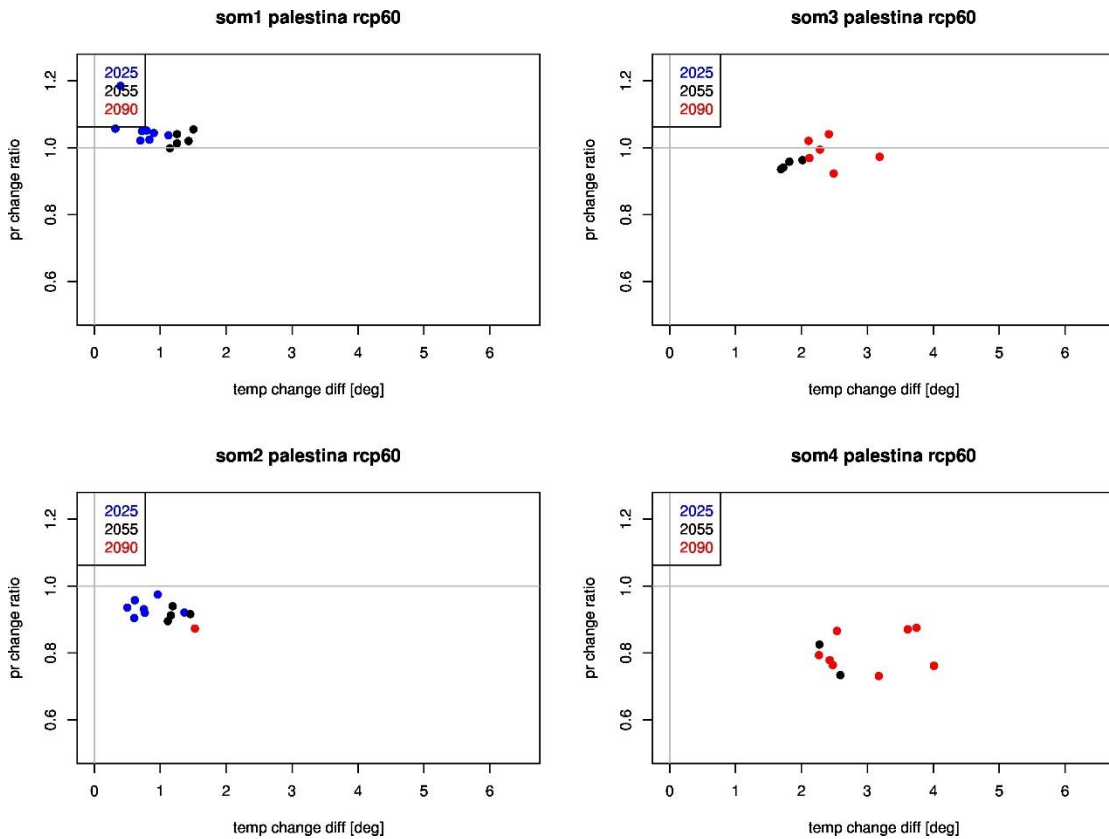 som1 palestina rcp60
2025
2055
2090
1.2
1.0
0.8
0.6
pr change ratio
0 1 2 3 4 5 6
temp change diff [deg]
som3 palestina rcp60
2025
2055
2090
1.2
1.0
0.8
0.6
pr change ratio
0 1 2 3 4 5 6
temp change diff [deg]
som2 palestina rcp60
2025
2055
2090
1.2
1.0
0.8
0.6
pr change ratio
0 1 2 3 4 5 6
temp change diff [deg]
som4 palestina rcp60
2025
2055
2090
1.2
1.0
0.8
0.6
pr change ratio
0 1 2 3 4 5 6
temp change diff [deg]